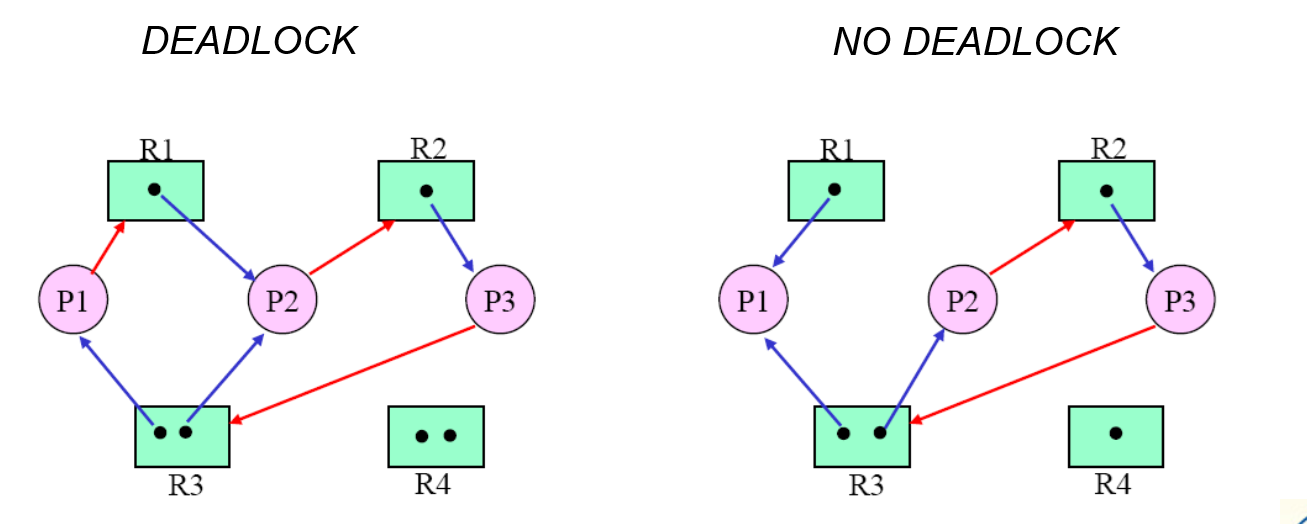 DEADLOCK
NO DEADLOCK
R1
R2
P1
P2
P3
R3
R4
R1
R2
P1
P2
P3
R3
R4